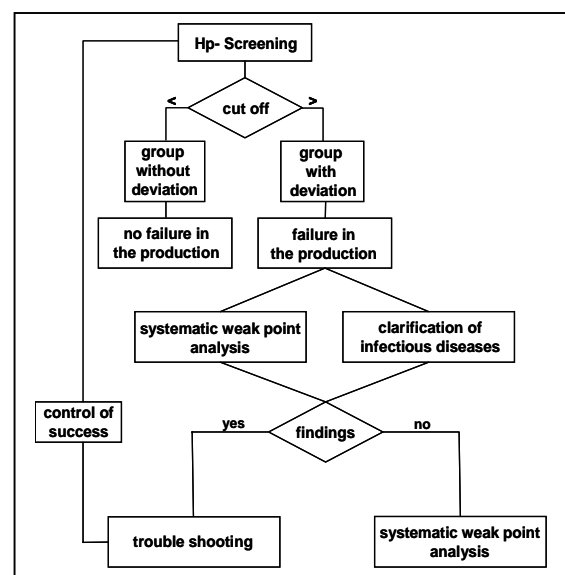 Hp- Screening
<
>
cut off
group
without
deviation
group
with
deviation
no failure in
the production
failure in
the production
systematic weak point
analysis
clarification of
infectious diseases
control of
success
yes
findings
no
trouble shooting
systematic weak point
analysis